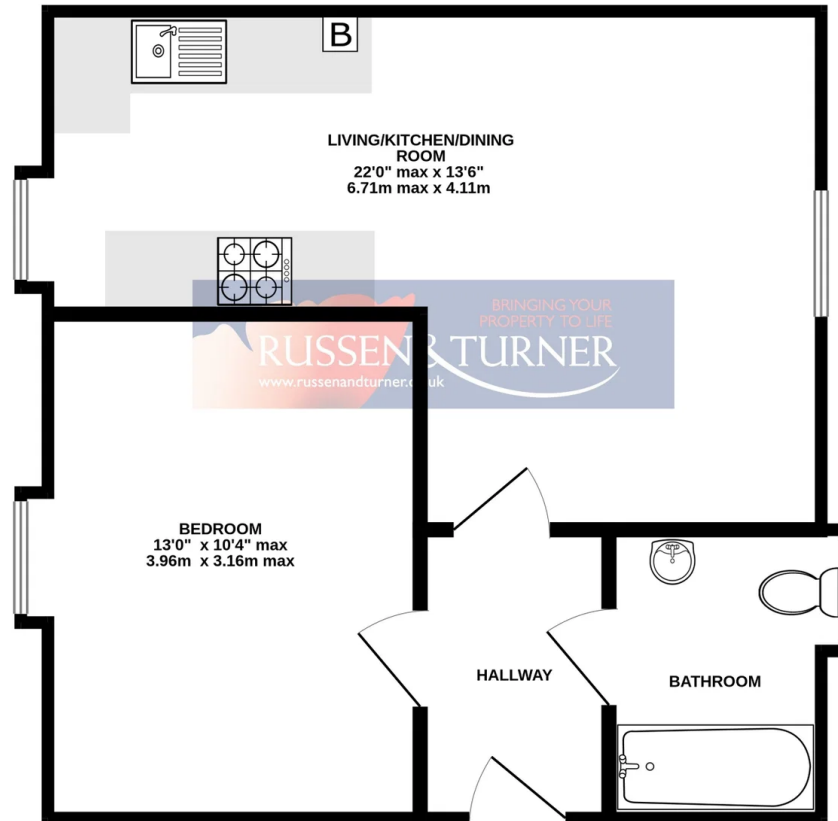 B
LIVING/KITCHEN/DINING
ROOM
22'0" max x 13'6"
6.71m max x 4.11m
BRINGING YOUR
PROPERTY TO LIFE
RUSSEN & TURNER
www.russenandturner.co.uk
BEDROOM
13'0" x 10'4" max
3.96m x 3.16m max
HALLWAY
BATHROOM